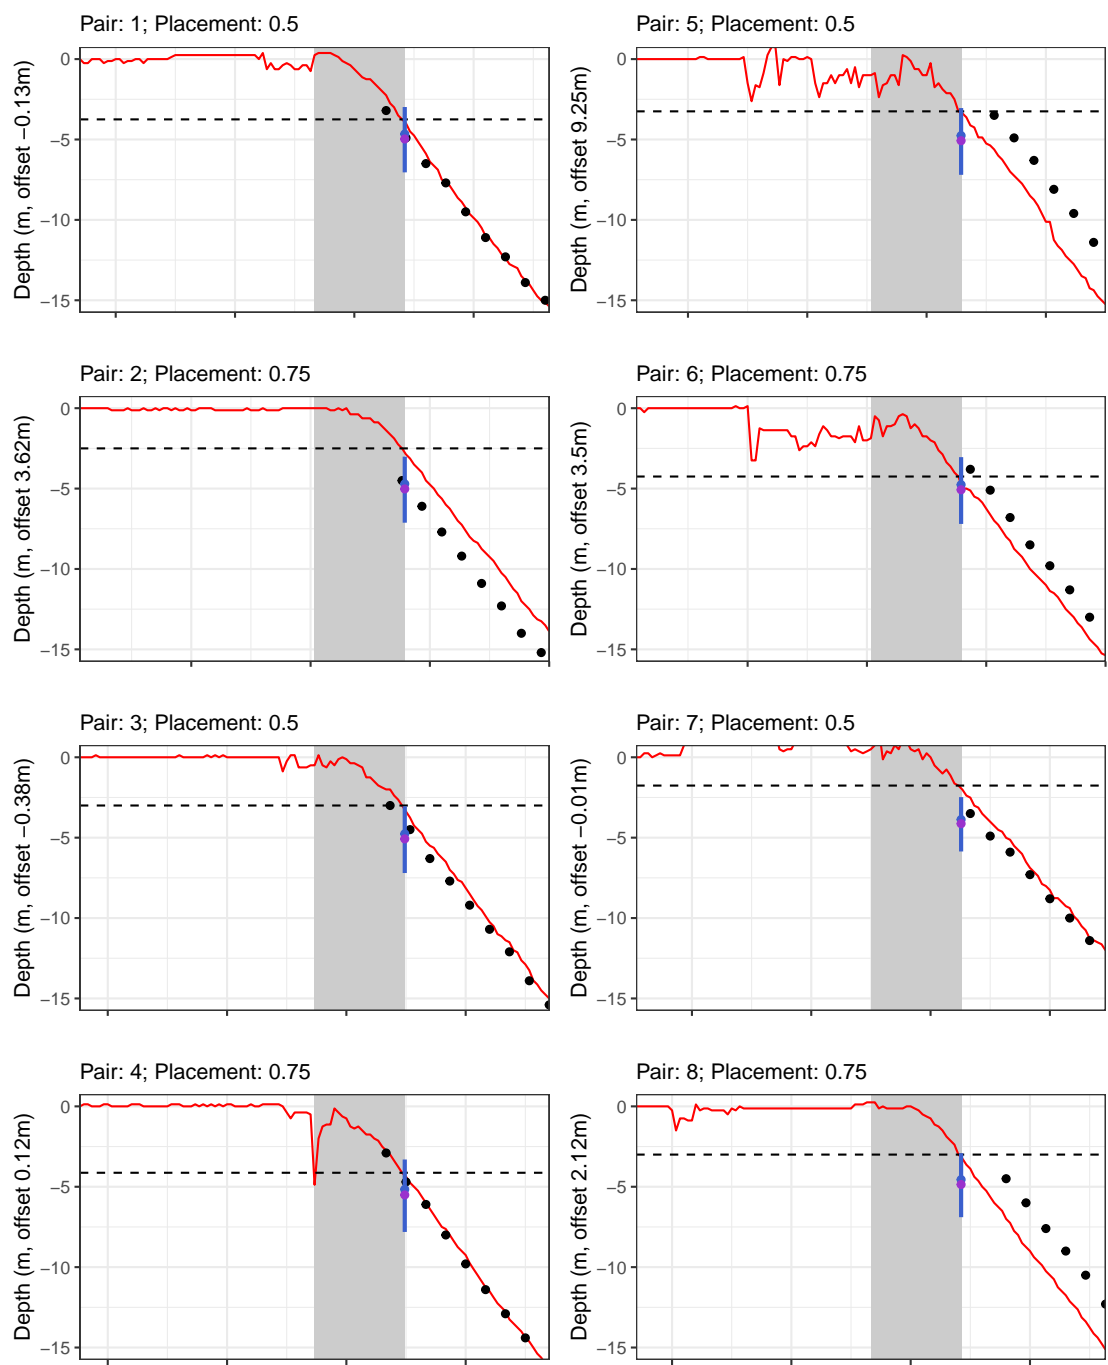 Pair: 1; Placement: 0.5
0
−5
−10
−15
Depth (m, offset −0.13m)
Pair: 5; Placement: 0.5
0
−5
−10
−15
Depth (m, offset 9.25m)
Pair: 2; Placement: 0.75
0
−5
−10
−15
Depth (m, offset 3.62m)
Pair: 6; Placement: 0.75
0
−5
−10
−15
Depth (m, offset 3.5m)
Pair: 3; Placement: 0.5
0
−5
−10
−15
Depth (m, offset −0.38m)
Pair: 7; Placement: 0.5
0
−5
−10
−15
Depth (m, offset −0.01m)
Pair: 4; Placement: 0.75
0
−5
−10
−15
Depth (m, offset 0.12m)
Pair: 8; Placement: 0.75
0
−5
−10
−15
Depth (m, offset 2.12m)